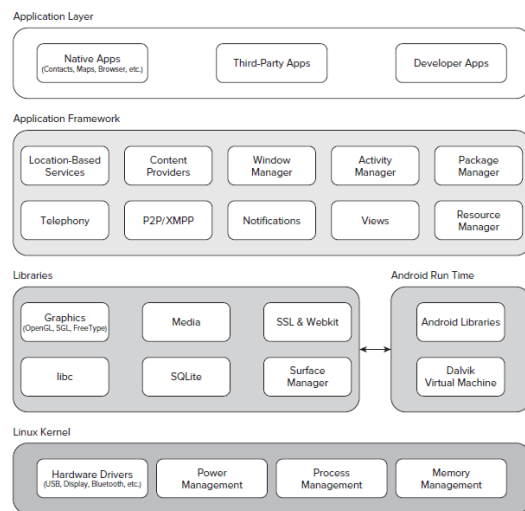 Application Layer
Native Apps
(Contacts, Maps, Browser, etc.)
Third-Party Apps
Developer Apps
Application Framework
Location-Based
Services
Content
Providers
Window
Manager
Activity
Manager
Package
Manager
Telephony
P2P/XMPP
Notifications
Views
Resource
Manager
Libraries
Graphics
(OpenGL, SGL, FreeType)
Media
SSL & Webkit
libc
SQLite
Surface
Manager
Android Run Time
Android Libraries
Dalvik
Virtual Machine
Linux Kernel
Hardware Drivers
(USB, Display, Bluetooth, etc.)
Power
Management
Process
Management
Memory
Management